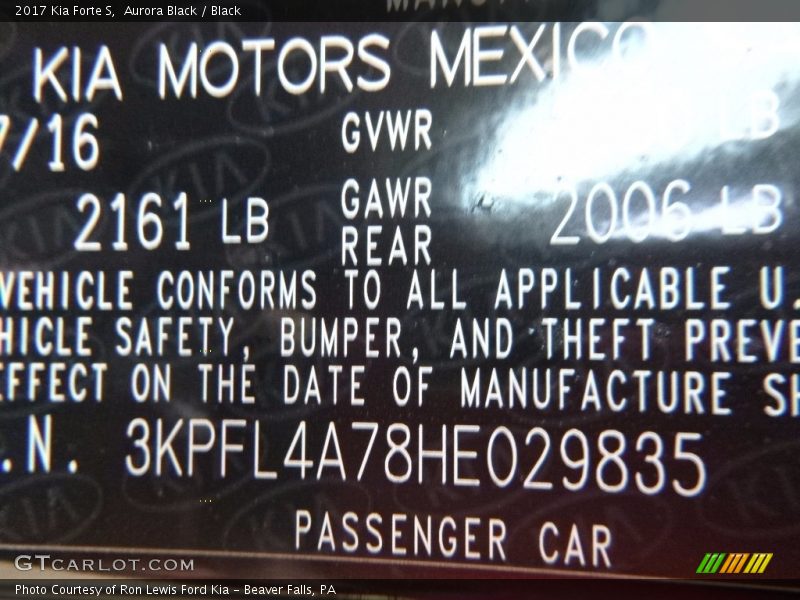 2017 Kia Forte S, Aurora Black / Black
KIA MOTORS MEXICO
7/16 GVWR LB
2161 LB GAWR REAR 2006 LB
VEHICLE CONFORMS TO ALL APPLICABLE U.
HICLE SAFETY, BUMPER, AND THEFT PREVE
EFFECT ON THE DATE OF MANUFACTURE SH
.N. 3KPFL4A78HE029835
PASSENGER CAR
GTCARLOT.COM
Photo Courtesy of Ron Lewis Ford Kia - Beaver Falls, PA